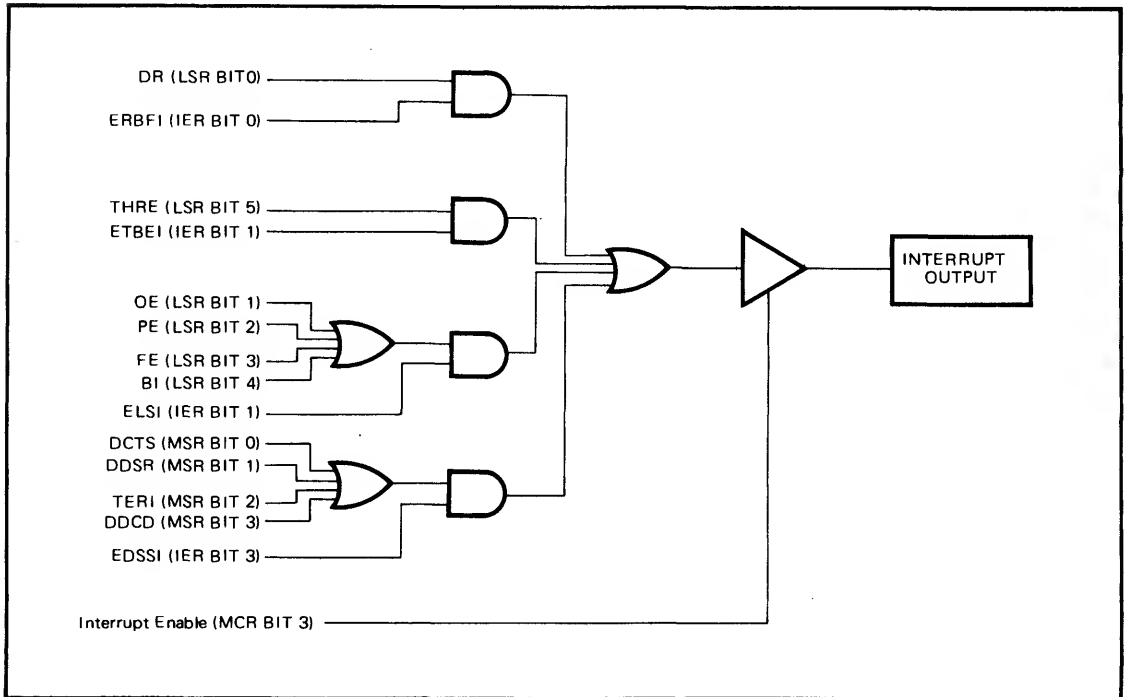 DR (LSR BIT0)
ERBFI (IER BIT 0)
THRE (LSR BIT 5)
ETBEI (IER BIT 1)
OE (LSR BIT 1)
PE (LSR BIT 2)
FE (LSR BIT 3)
BI (LSR BIT 4)
ELSI (IER BIT 1)
DCTS (MSR BIT 0)
DDSR (MSR BIT 1)
TERI (MSR BIT 2)
DDCD (MSR BIT 3)
EDSSI (IER BIT 3)
Interrupt Enable (MCR BIT 3)
INTERRUPT
OUTPUT